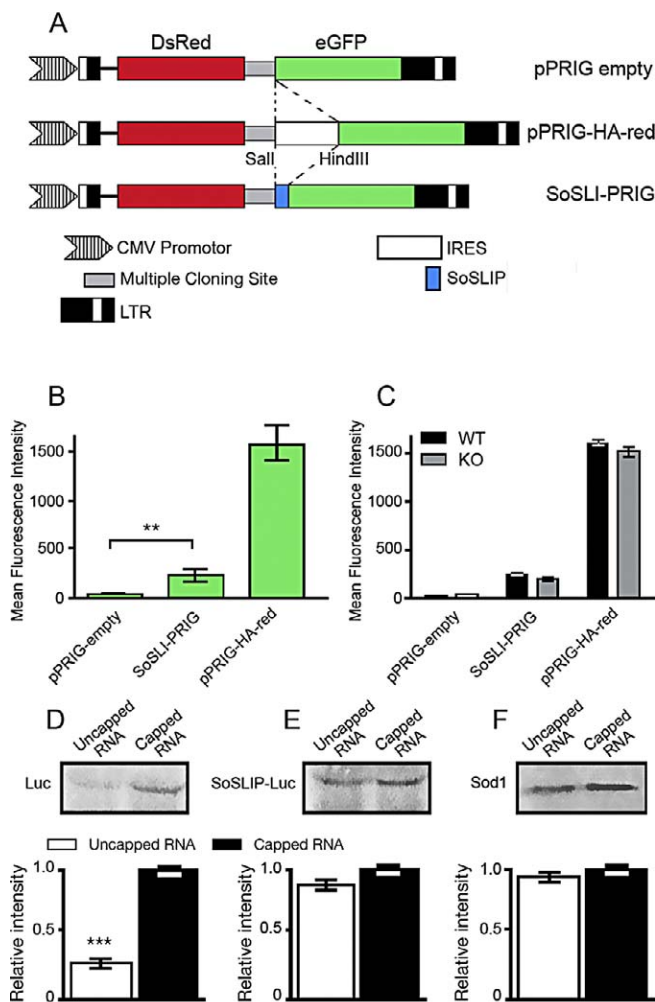 A
DsRed eGFP
pPRIG empty
pPRIG-HA-red
SalI HindIII
SoSLI-PRIG
CMV Promotor IRES
Multiple Cloning Site SoSLIP
LTR
B C
Mean Fluorescence Intensity
1500
1000
500
0
**
pPRIG-empty
SoSLI-PRIG
pPRIG-HA-red
Mean Fluorescence Intensity
1500
1000
500
0
WT
KO
pPRIG-empty
SoSLI-PRIG
pPRIG-HA-red
D
Uncapped
RNA
Capped
RNA
Luc
E
Uncapped
RNA
Capped
RNA
SoSLIP-Luc
F
Uncapped
RNA
Capped
RNA
Sod1
Uncapped RNA Capped RNA
Relative intensity
1.0
0.5
0
***
Relative intensity
1.0
0.5
0
Relative intensity
1.0
0.5
0